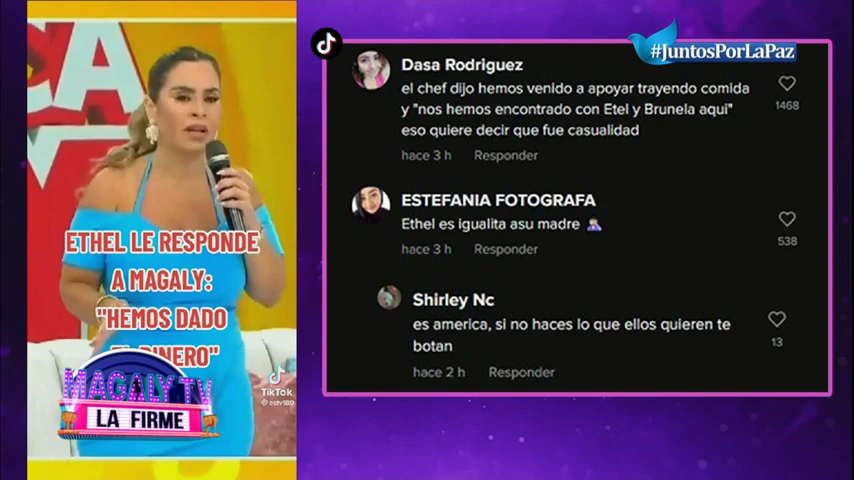 CA
ETHEL LE RESPONDE
A MAGALY:
"HEMOS DADO
DINERO"
MAGALY TV
LA FIRME
TikTok
#JuntosPorLaPaz
Dasa Rodriguez
el chef dijo hemos venido a apoyar trayendo comida
y "nos hemos encontrado con Etel y Brunela aqui"
eso quiere decir que fue casualidad
1468
hace 3 h Responder
ESTEFANIA FOTOGRAFA
Ethel es igualita asu madre 🤦🏻‍♀️
538
hace 3 h Responder
Shirley Nc
es america, si no haces lo que ellos quieren te
botan
13
hace 2 h Responder